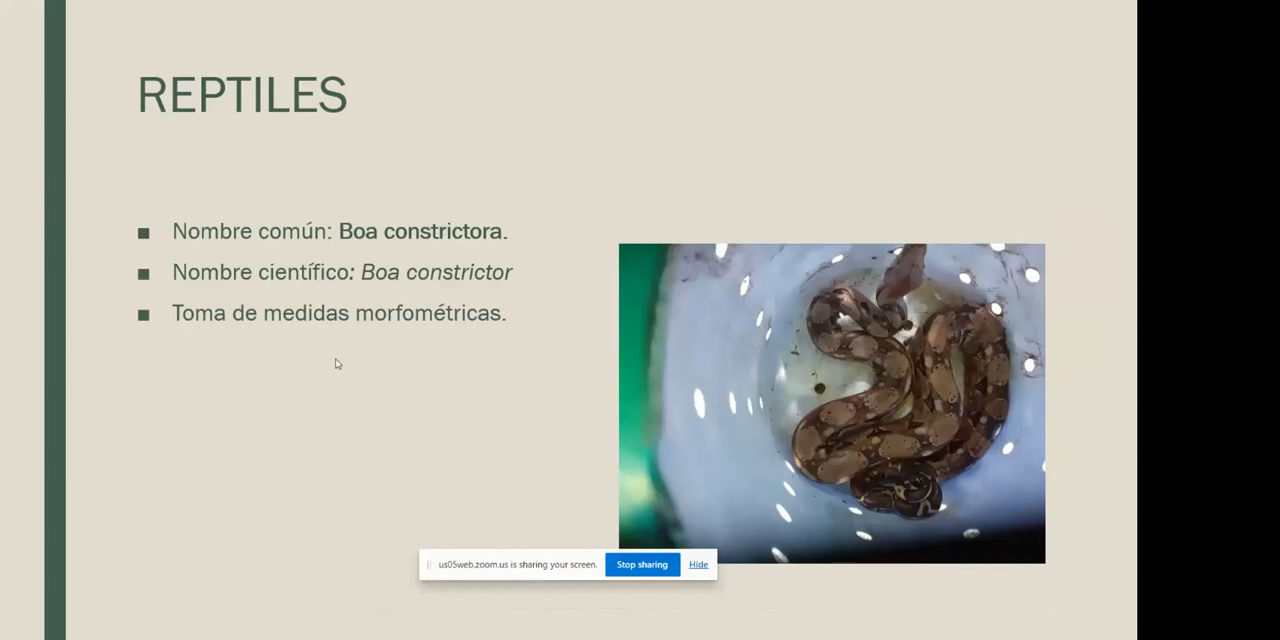 REPTILES
■ Nombre común: Boa constrictora.
■ Nombre científico: Boa constrictor
■ Toma de medidas morfométricas.
us05web.zoom.us is sharing your screen. Stop sharing Hide